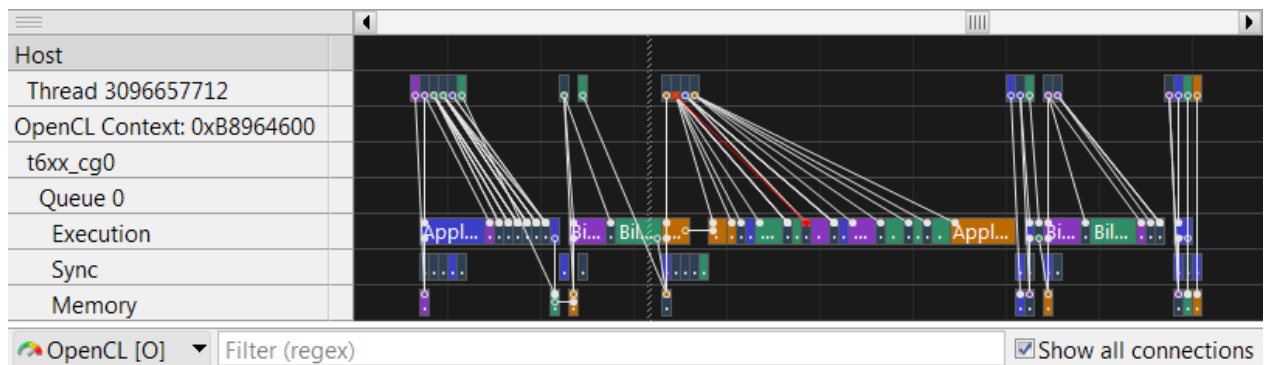 Host
Thread 3096657712
OpenCL Context: 0xB8964600
t6xx_cg0
Queue 0
Execution
Appl... Bi... Bil... ... ... ... Appl... Bi... Bil...
Sync
Memory
OpenCL [O] Filter (regex) Show all connections